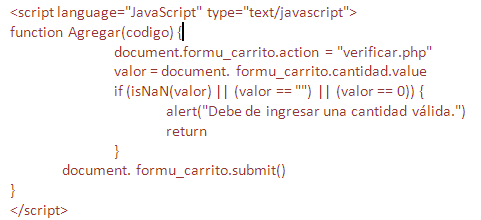 <script language="JavaScript" type="text/javascript">
function Agregar(codigo) {
document.formu_carrito.action = "verificar.php"
valor = document. formu_carrito.cantidad.value
if (isNaN(valor) || (valor == "") || (valor == 0)) {
alert("Debe de ingresar una cantidad válida.")
return
}
document. formu_carrito.submit()
}
</script>